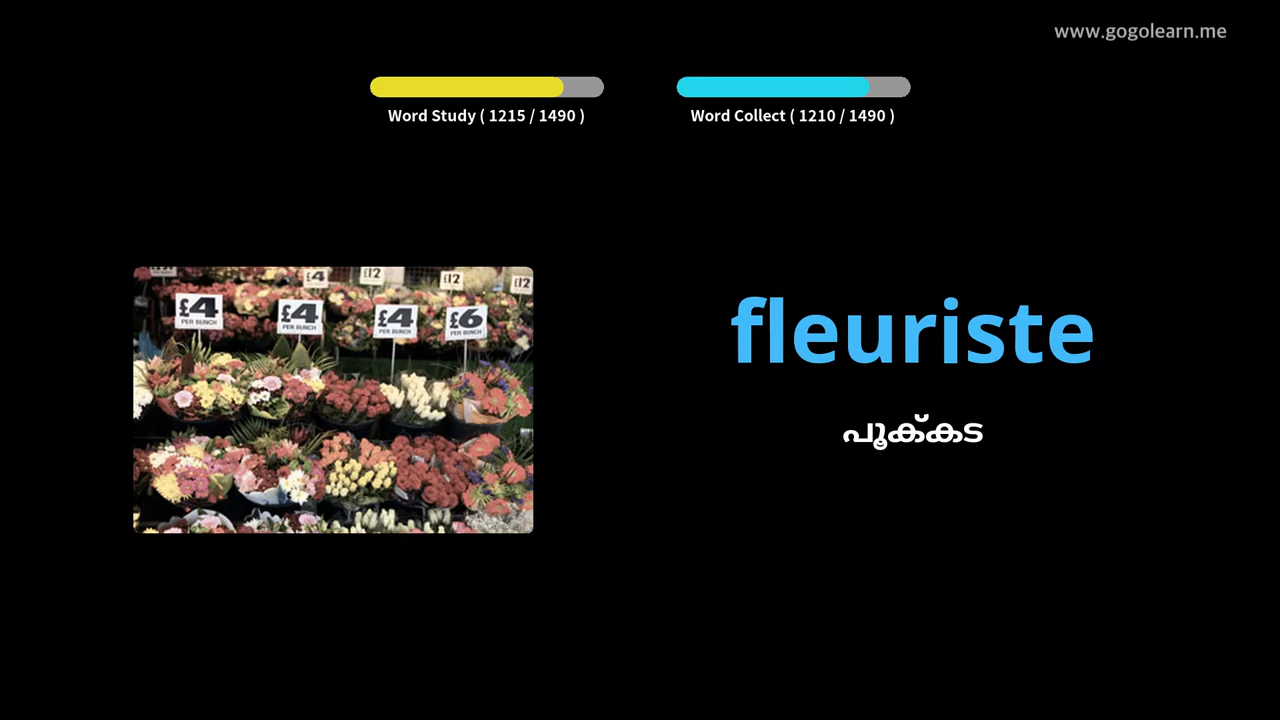 www.gogolearn.me
Word Study ( 1215 / 1490 )
Word Collect ( 1210 / 1490 )
£4
£12
£12
£12
£4
PER BUNCH
£4
PER BUNCH
£4
PER BUNCH
£6
PER BUNCH
fleuriste
പൂക്കട